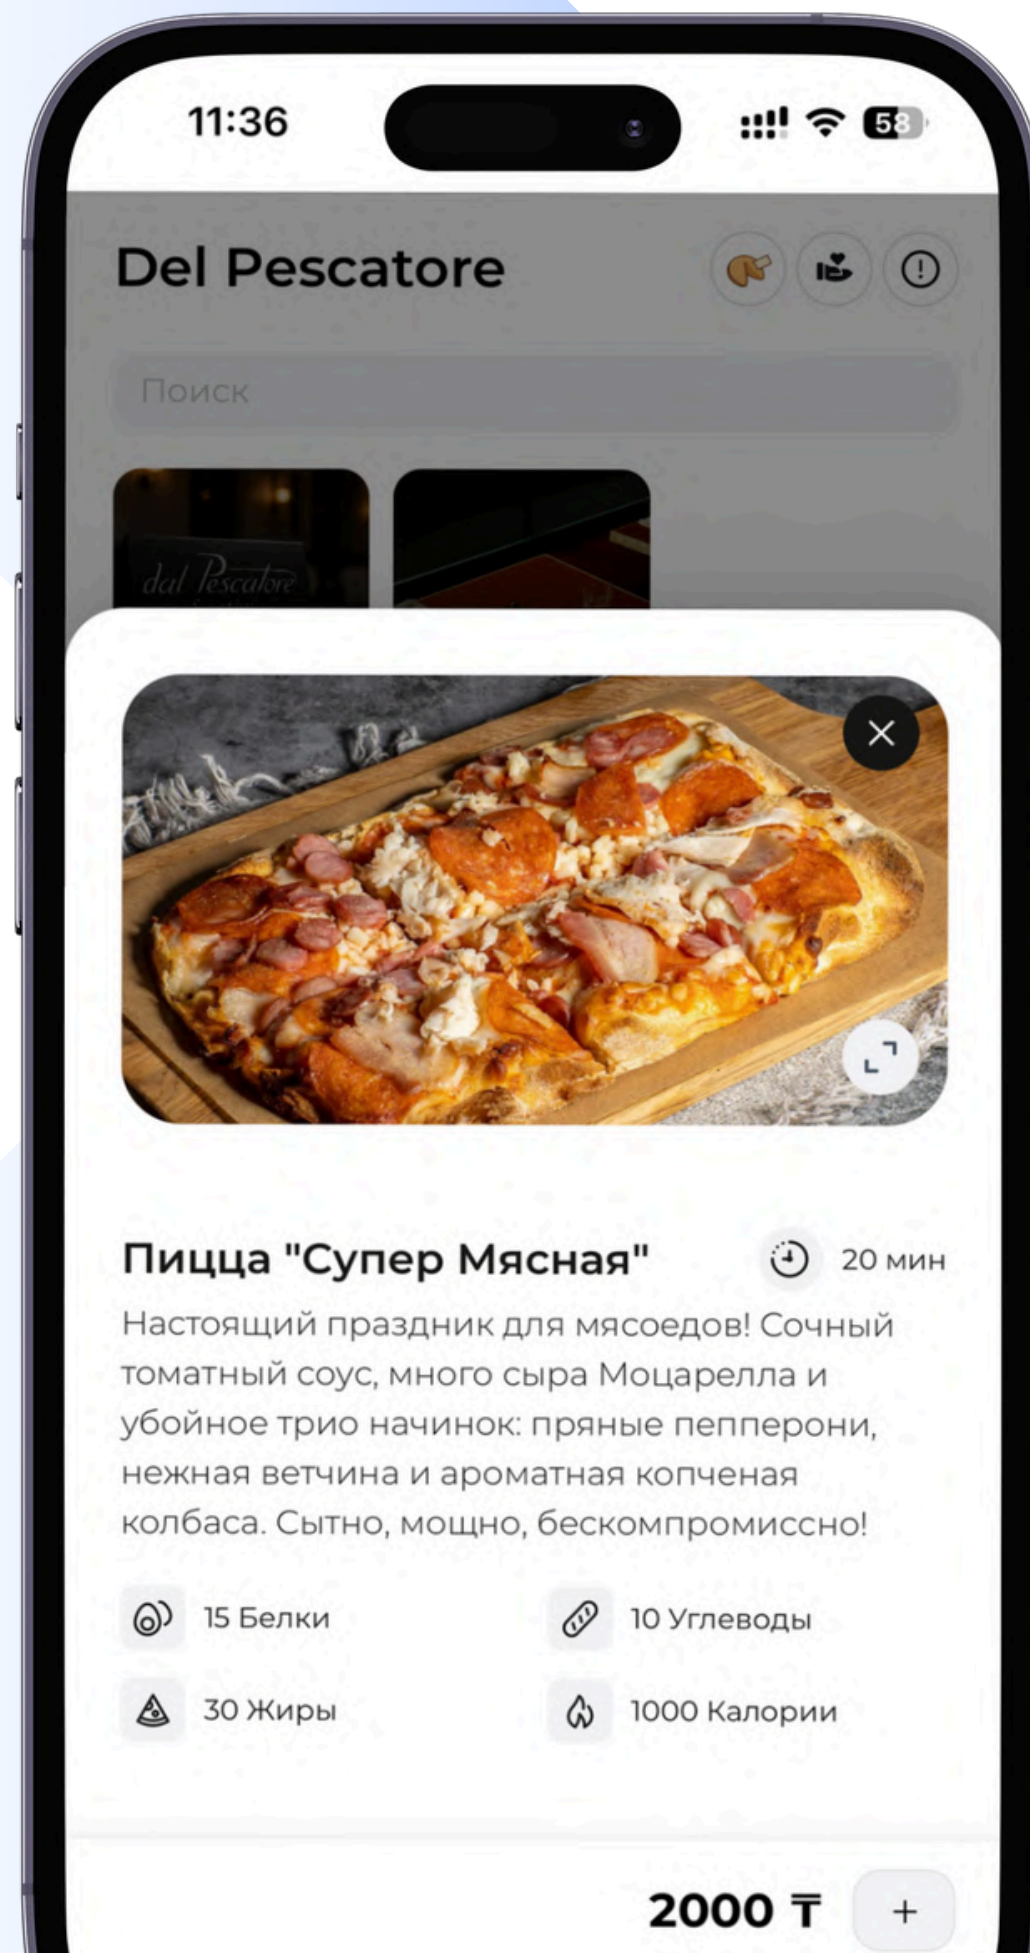 11:36
58
Del Pescatore
Поиск
dal Pescatore
Пицца "Супер Мясная"
20 мин
Настоящий праздник для мясоедов! Сочный
томатный соус, много сыра Моцарелла и
убойное трио начинок: пряные пепперони,
нежная ветчина и ароматная копченая
колбаса. Сытно, мощно, бескомпромиссно!
15 Белки
10 Углеводы
30 Жиры
1000 Калории
2000 ₸
+